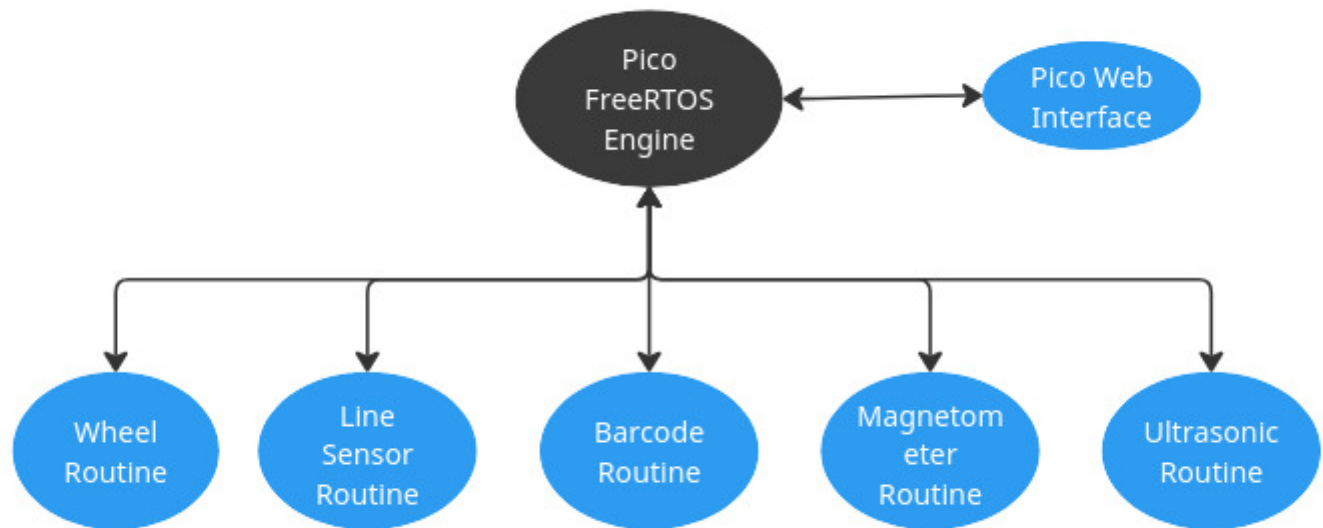 Pico
FreeRTOS
Engine
Pico Web
Interface
Wheel
Routine
Line
Sensor
Routine
Barcode
Routine
Magnetom
eter
Routine
Ultrasonic
Routine